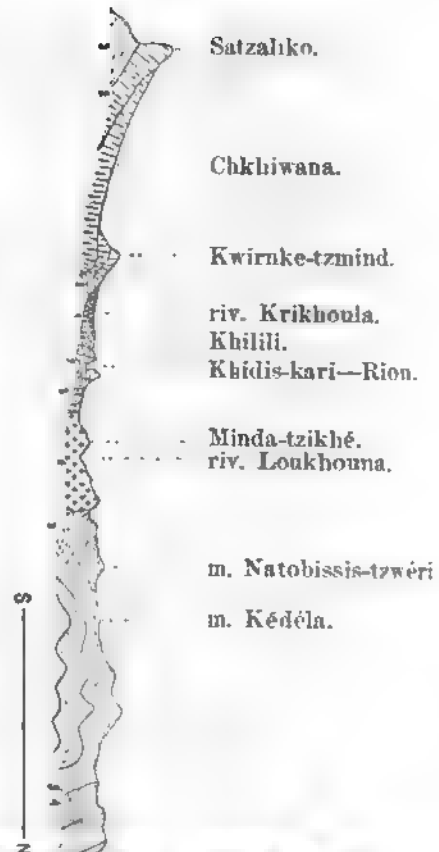 Satzaliko.
Chkhiwana.
Kwirnke-tzmind.
riv. Krikhoula.
Khilili.
Khidis-kari—Rion.
Minda-tzikhé.
riv. Loukhouna.
m. Natobissis-tzwéri
m. Kédéla.
S
N